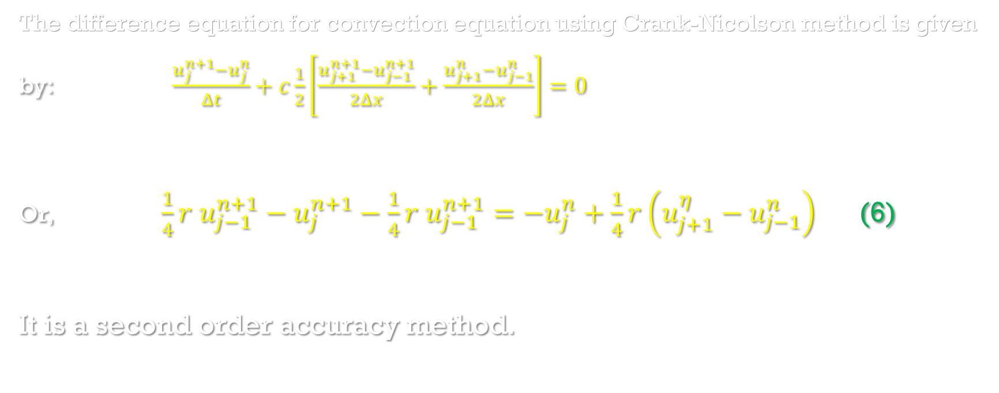 The difference equation for convection equation using Crank-Nicolson method is given
by: \frac{u_j^{n+1}-u_j^n}{\Delta t} + c\frac{1}{2}\left[\frac{u_{j+1}^{n+1}-u_{j-1}^{n+1}}{2\Delta x} + \frac{u_{j+1}^n-u_{j-1}^n}{2\Delta x}\right] = 0
Or, \frac{1}{4}r\,u_{j-1}^{n+1} - u_j^{n+1} - \frac{1}{4}r\,u_{j-1}^{n+1} = -u_j^n + \frac{1}{4}r\left(u_{j+1}^{\eta} - u_{j-1}^n\right) (6)
It is a second order accuracy method.